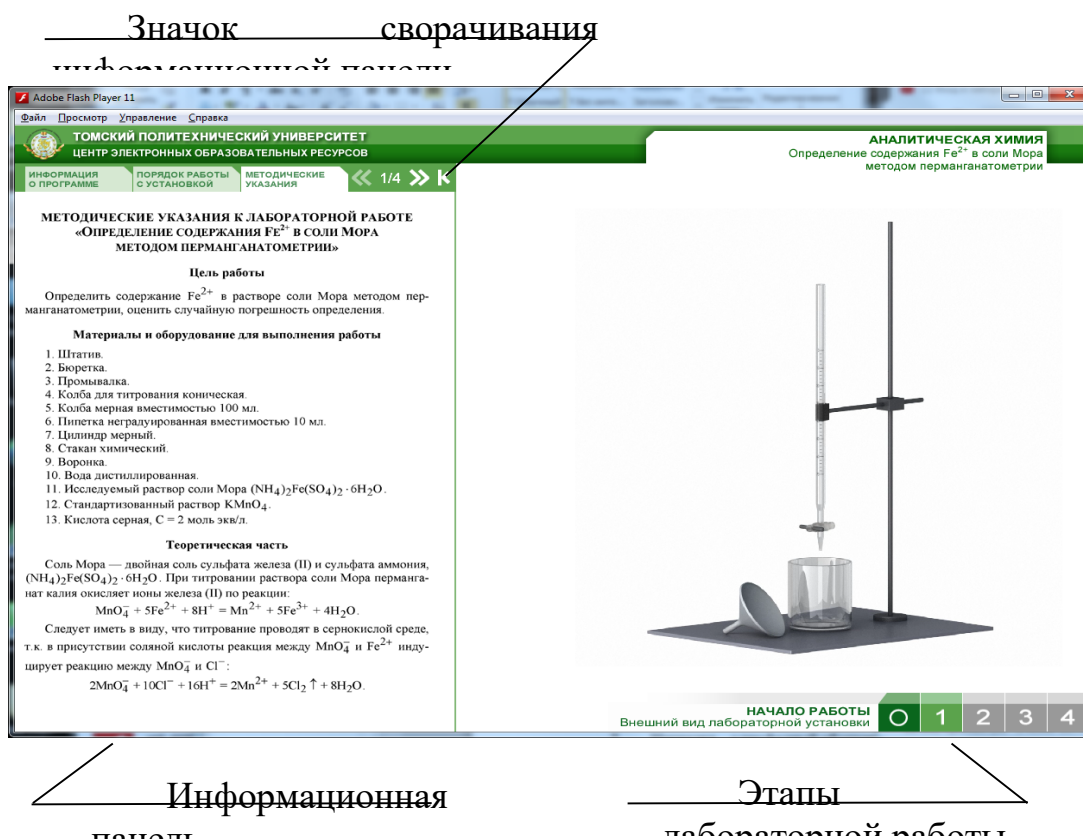 Значок сворачивания
информационной панели
Adobe Flash Player 11
Файл Просмотр Управление Справка
ТОМСКИЙ ПОЛИТЕХНИЧЕСКИЙ УНИВЕРСИТЕТ
ЦЕНТР ЭЛЕКТРОННЫХ ОБРАЗОВАТЕЛЬНЫХ РЕСУРСОВ
АНАЛИТИЧЕСКАЯ ХИМИЯ
Определение содержания Fe²⁺ в соли Мора
методом перманганатометрии
ИНФОРМАЦИЯ
О ПРОГРАММЕ
ПОРЯДОК РАБОТЫ
С УСТАНОВКОЙ
МЕТОДИЧЕСКИЕ
УКАЗАНИЯ
1/4
МЕТОДИЧЕСКИЕ УКАЗАНИЯ К ЛАБОРАТОРНОЙ РАБОТЕ
«ОПРЕДЕЛЕНИЕ СОДЕРЖАНИЯ FE²⁺ В СОЛИ МОРА
МЕТОДОМ ПЕРМАНГАНАТОМЕТРИИ»
Цель работы
Определить содержание Fe²⁺ в растворе соли Мора методом пер-
манганатометрии, оценить случайную погрешность определения.
Материалы и оборудование для выполнения работы
1. Штатив.
2. Бюретка.
3. Промывалка.
4. Колба для титрования коническая.
5. Колба мерная вместимостью 100 мл.
6. Пипетка неградуированная вместимостью 10 мл.
7. Цилиндр мерный.
8. Стакан химический.
9. Воронка.
10. Вода дистиллированная.
11. Исследуемый раствор соли Мора (NH₄)₂Fe(SO₄)₂ · 6H₂O.
12. Стандартизованный раствор KMnO₄.
13. Кислота серная, С = 2 моль экв/л.
Теоретическая часть
Соль Мора — двойная соль сульфата железа (II) и сульфата аммония,
(NH₄)₂Fe(SO₄)₂ · 6H₂O. При титровании раствора соли Мора перманга-
нат калия окисляет ионы железа (II) по реакции:
MnO₄⁻ + 5Fe²⁺ + 8H⁺ = Mn²⁺ + 5Fe³⁺ + 4H₂O.
Следует иметь в виду, что титрование проводят в сернокислой среде,
т.к. в присутствии соляной кислоты реакция между MnO₄⁻ и Fe²⁺ инду-
цирует реакцию между MnO₄⁻ и Cl⁻:
2MnO₄⁻ + 10Cl⁻ + 16H⁺ = 2Mn²⁺ + 5Cl₂ ↑ + 8H₂O.
НАЧАЛО РАБОТЫ
Внешний вид лабораторной установки
О 1 2 3 4
Информационная
панель
Этапы
лабораторной работы